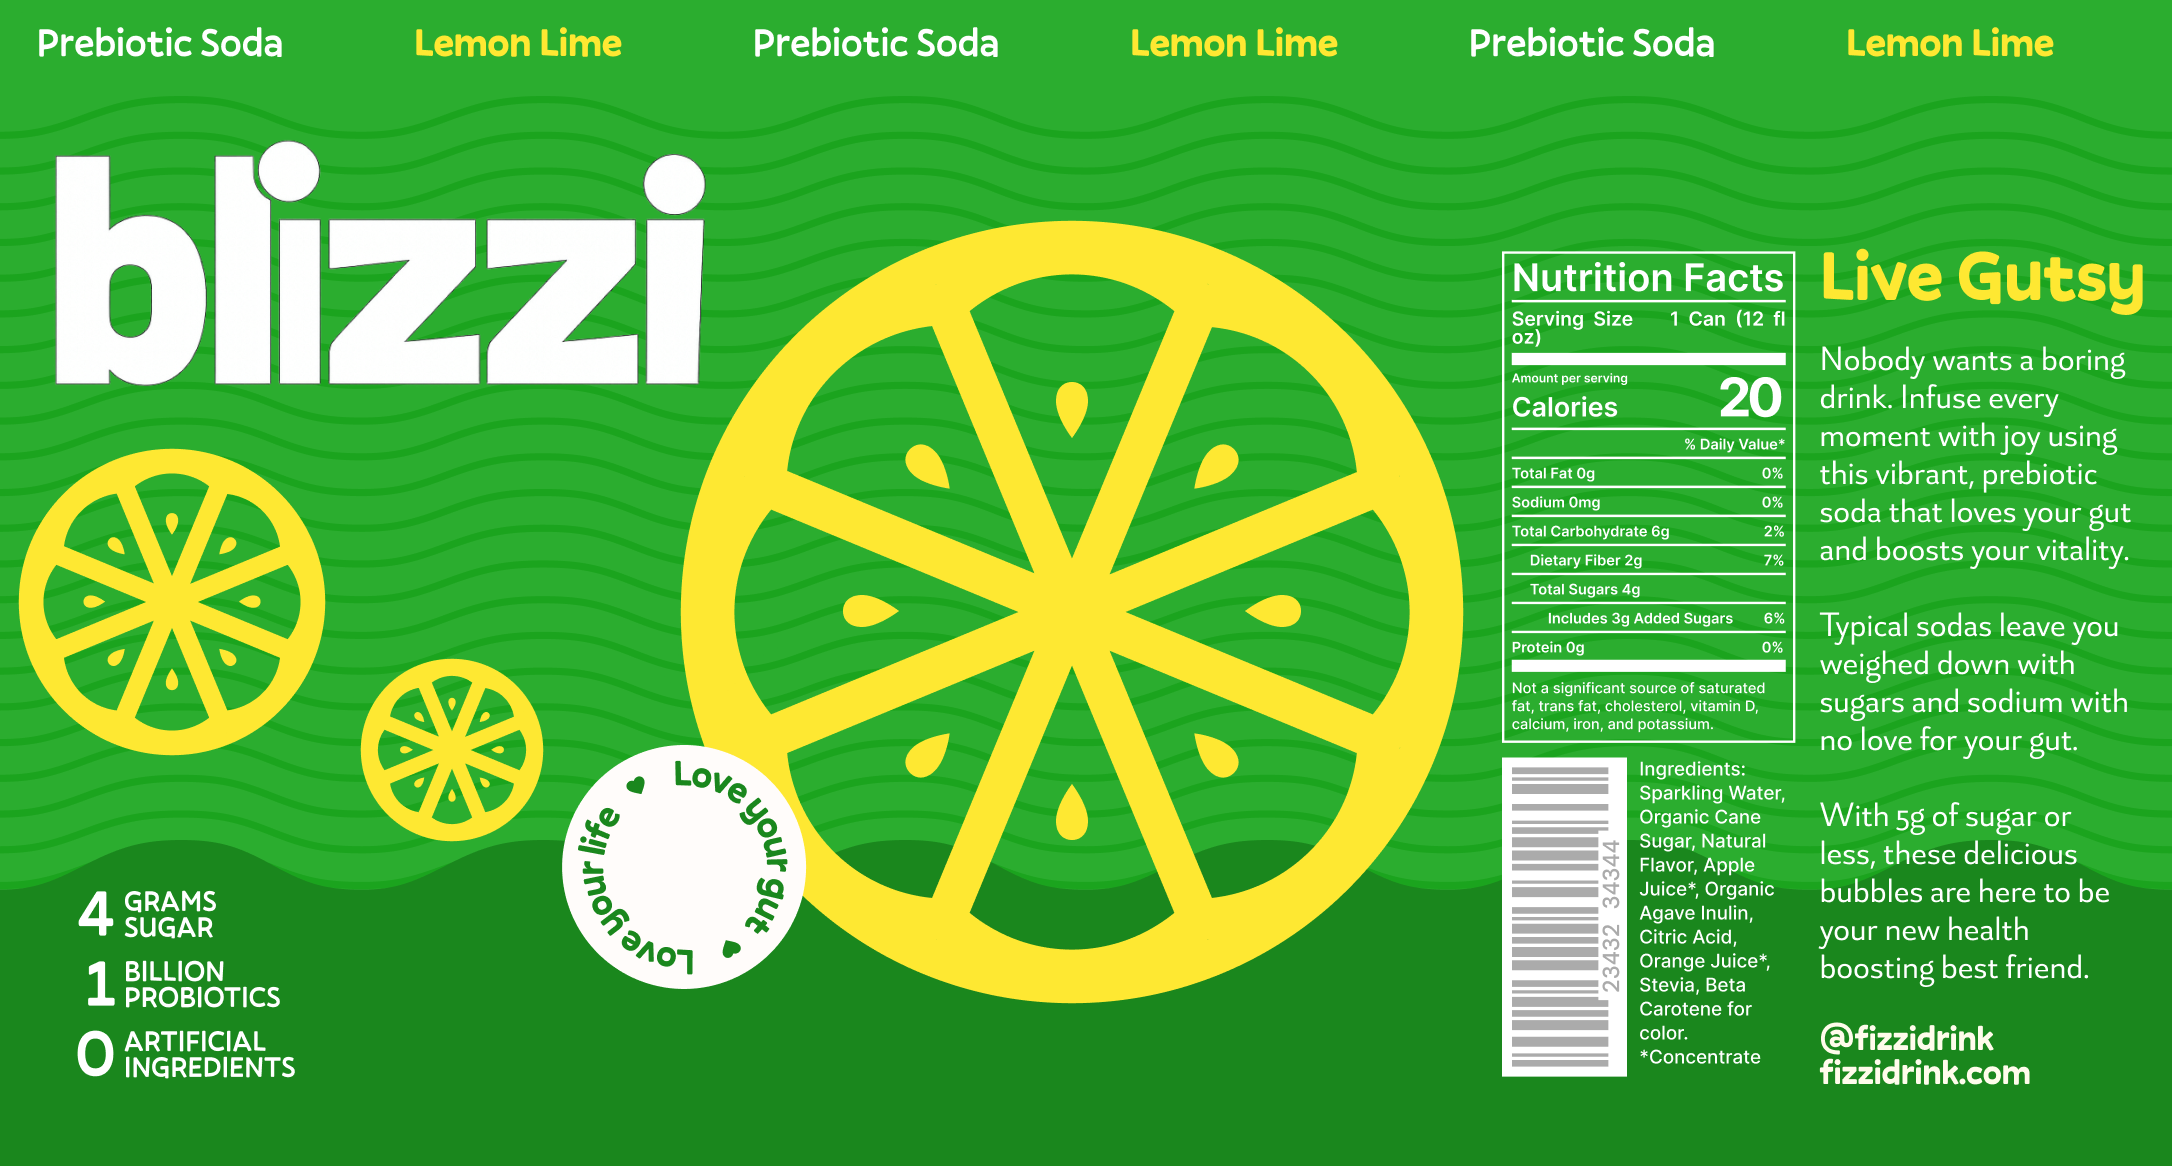 Prebiotic Soda Lemon Lime Prebiotic Soda Lemon Lime Prebiotic Soda Lemon Lime
blizzi
4 GRAMS
SUGAR
1 BILLION
PROBIOTICS
0 ARTIFICIAL
INGREDIENTS
Love your gut
Love your life
Nutrition Facts
Serving Size 1 Can (12 fl
oz)
Amount per serving
Calories 20
% Daily Value*
Total Fat 0g 0%
Sodium 0mg 0%
Total Carbohydrate 6g 2%
Dietary Fiber 2g 7%
Total Sugars 4g
Includes 3g Added Sugars 6%
Protein 0g 0%
Not a significant source of saturated
fat, trans fat, cholesterol, vitamin D,
calcium, iron, and potassium.
23432 34344
Ingredients:
Sparkling Water,
Organic Cane
Sugar, Natural
Flavor, Apple
Juice*, Organic
Agave Inulin,
Citric Acid,
Orange Juice*,
Stevia, Beta
Carotene for
color.
*Concentrate
Live Gutsy
Nobody wants a boring
drink. Infuse every
moment with joy using
this vibrant, prebiotic
soda that loves your gut
and boosts your vitality.
Typical sodas leave you
weighed down with
sugars and sodium with
no love for your gut.
With 5g of sugar or
less, these delicious
bubbles are here to be
your new health
boosting best friend.
@fizzidrink
fizzidrink.com